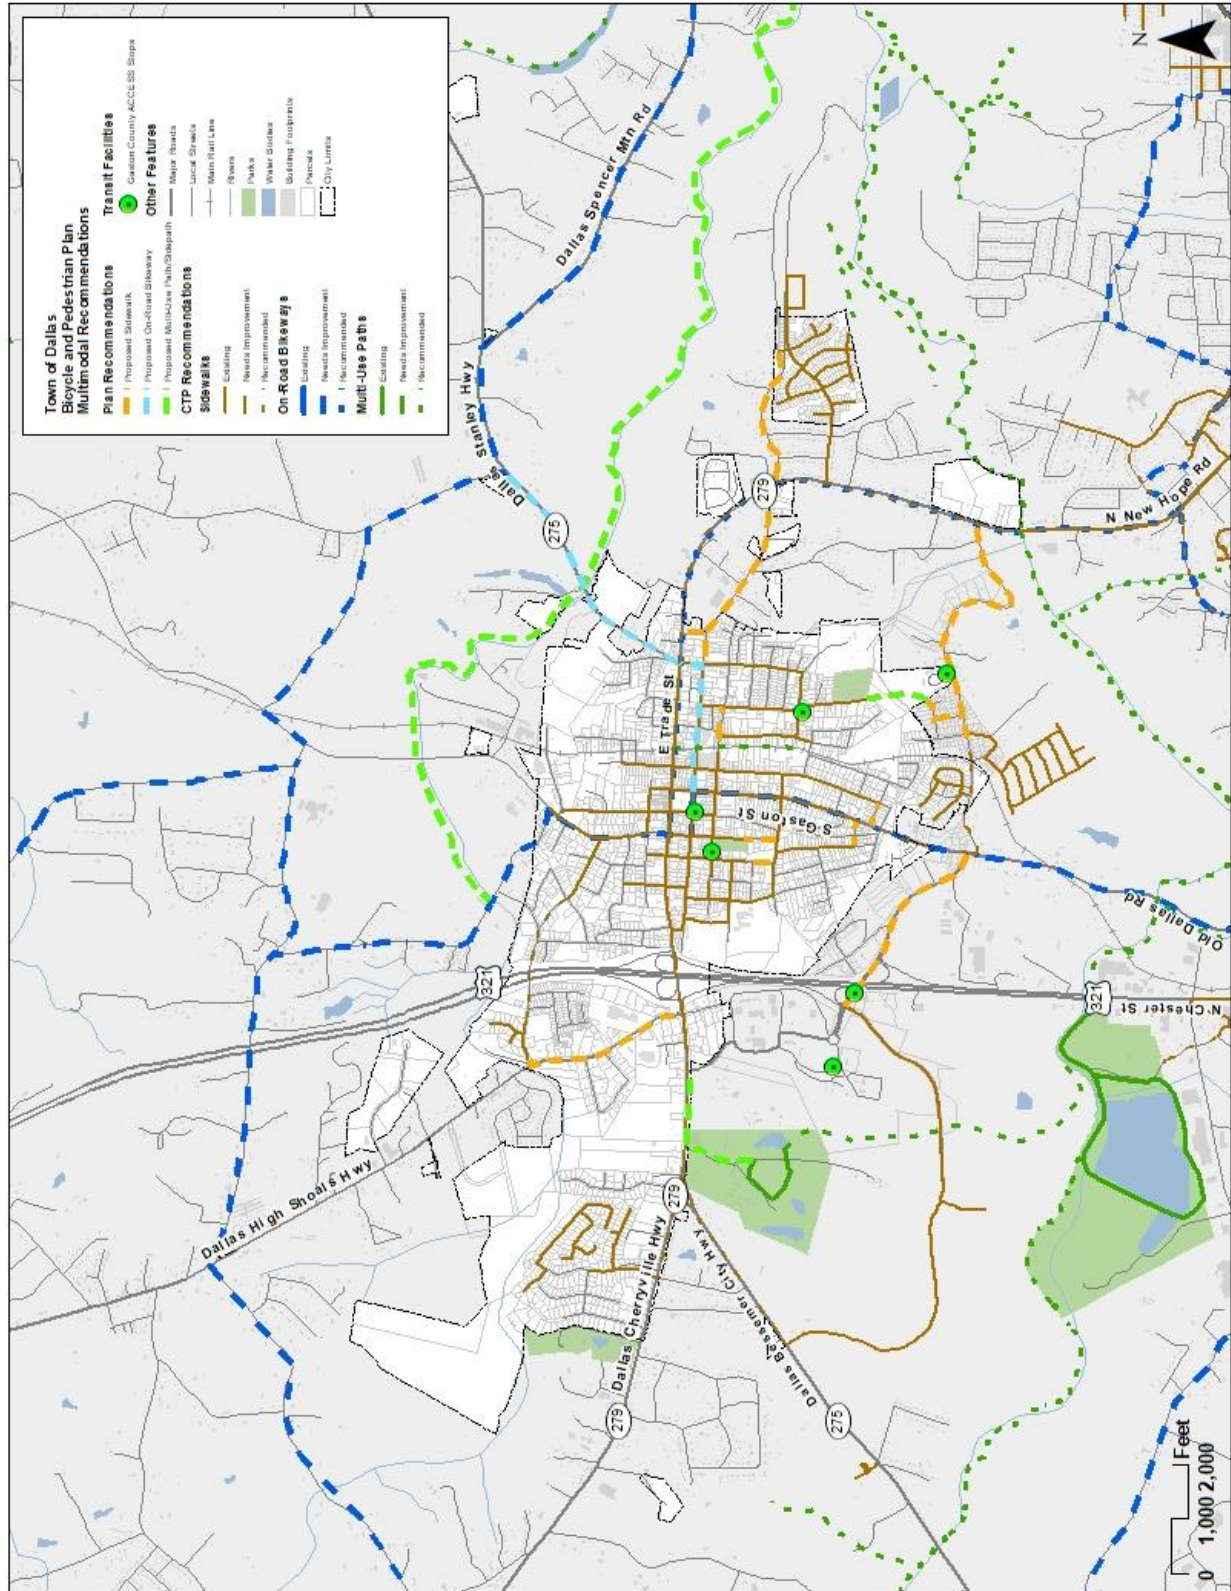 Town of Dallas
Bicycle and Pedestrian Plan
Multimodal Recommendations
Plan Recommendations
Proposed Sidewalk
Proposed On-Road Bikeway
Proposed Multi-Use Path/Sidepath
CTP Recommendations
Sidewalks
Existing
Needs Improvement
Recommended
On-Road Bikeways
Existing
Needs Improvement
Recommended
Multi-Use Paths
Existing
Needs Improvement
Recommended
Transit Facilities
Gaston County ACCESS Stops
Other Features
Major Roads
Local Streets
Main Rail Line
Rivers
Parks
Water Bodies
Building Footprints
Parcels
City Limits
Dallas High Shoals Hwy
321
Dallas Stanley Hwy
275
Dallas Spencer Mtn Rd
Dallas Cherryville Hwy
279
279
E Trade St
279
Dallas Bessemer City Hwy
275
S Gaston St
N New Hope Rd
321
N Chester St
Old Dallas Rd
0 1,000 2,000
Feet
N